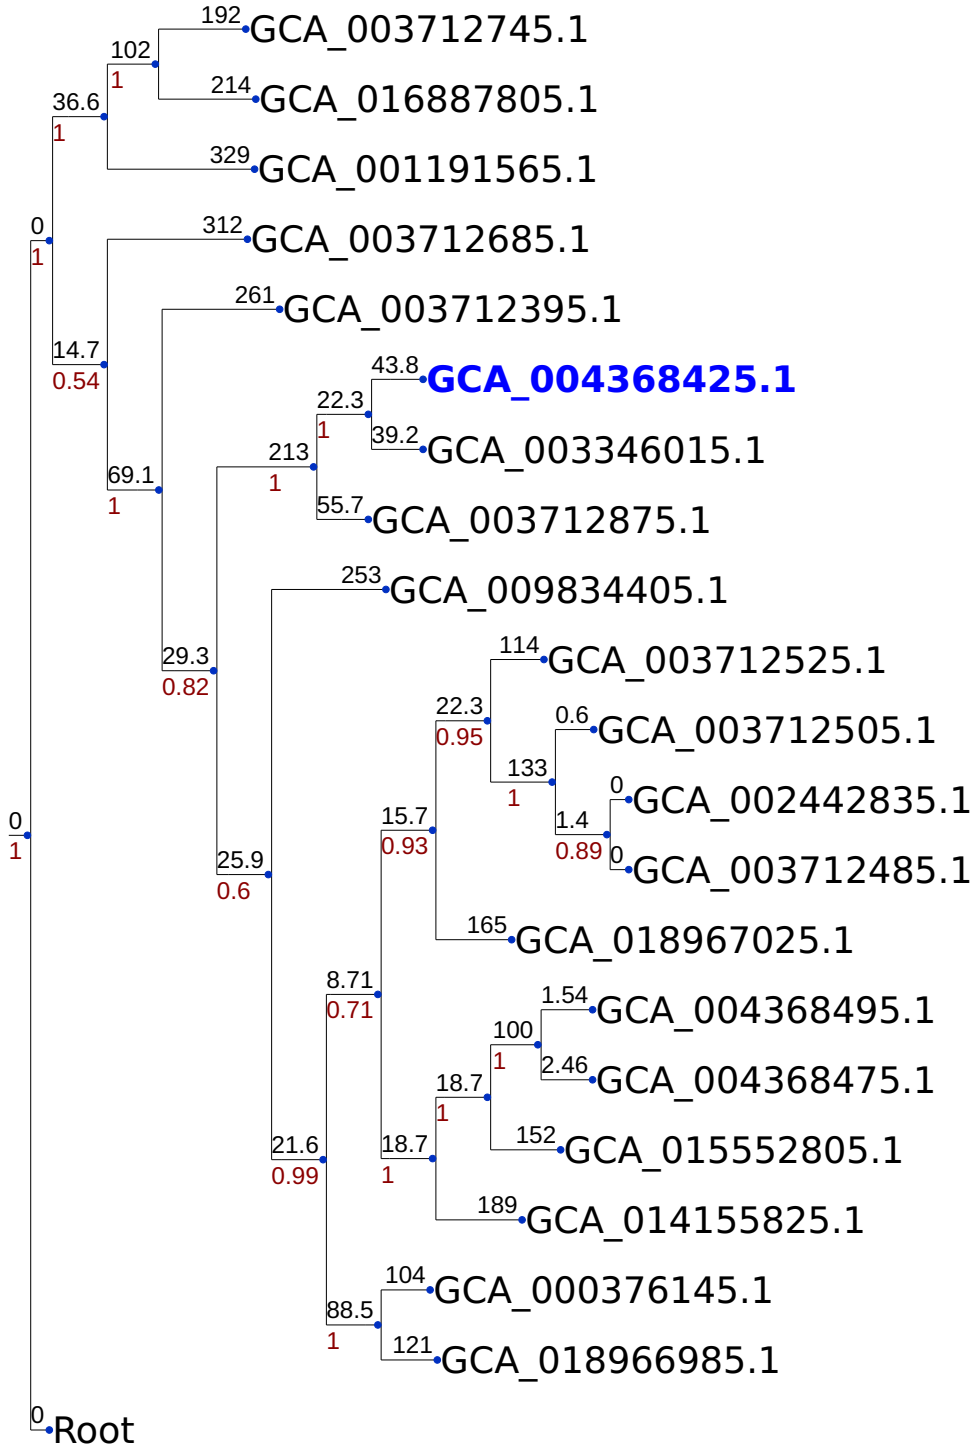 192 GCA_003712745.1
102
1
214 GCA_016887805.1
36.6
1
329 GCA_001191565.1
0
1
312 GCA_003712685.1
261 GCA_003712395.1
14.7
0.54
43.8 GCA_004368425.1
22.3
1
39.2 GCA_003346015.1
213
1
69.1
1
55.7 GCA_003712875.1
253 GCA_009834405.1
29.3
0.82
114 GCA_003712525.1
22.3
0.95
0.6 GCA_003712505.1
133
1
0 GCA_002442835.1
0
1
15.7
0.93
1.4
0.89
25.9
0.6
0 GCA_003712485.1
165 GCA_018967025.1
8.71
0.71
1.54 GCA_004368495.1
100
1
2.46 GCA_004368475.1
18.7
1
21.6
0.99
18.7
1
152 GCA_015552805.1
189 GCA_014155825.1
104 GCA_000376145.1
88.5
1
121 GCA_018966985.1
0 Root